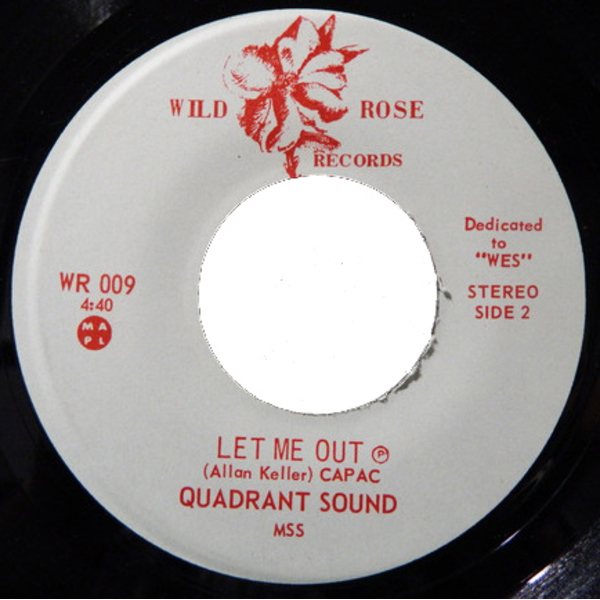 WILD ROSE
RECORDS
Dedicated
to
"WES"
STEREO
SIDE 2
WR 009
4:40
M A
P L
LET ME OUT ℗
(Allan Keller) CAPAC
QUADRANT SOUND
MSS